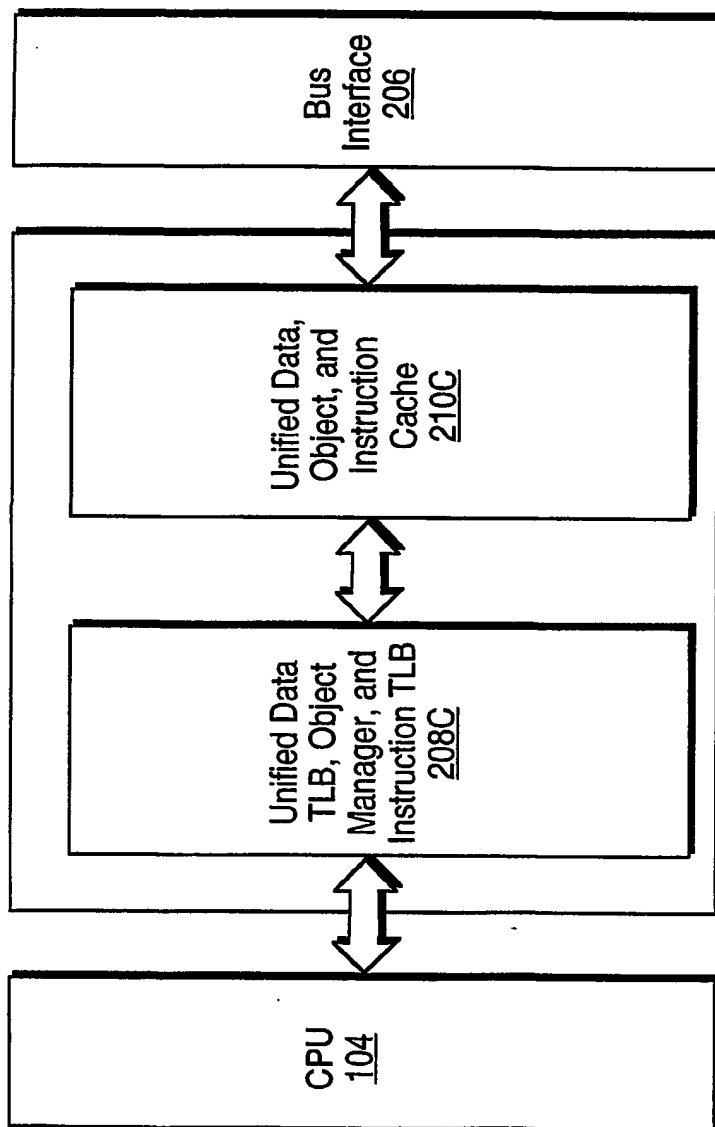 CPU
104
Unified Data
TLB, Object
Manager, and
Instruction TLB
208C
Unified Data,
Object, and
Instruction
Cache
210C
Bus
Interface
206